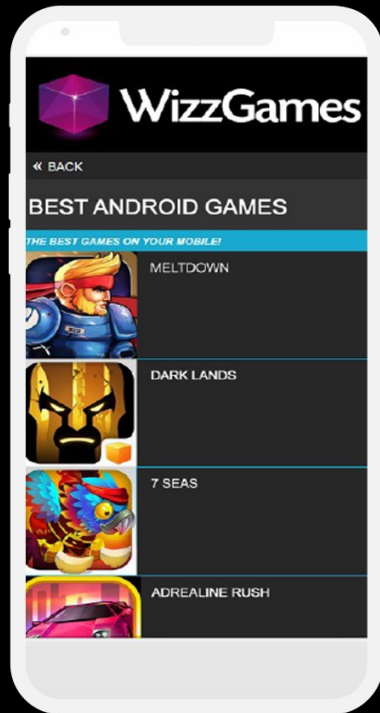 WizzGames
« BACK
BEST ANDROID GAMES
THE BEST GAMES ON YOUR MOBILE!
MELTDOWN
DARK LANDS
7 SEAS
ADREALINE RUSH